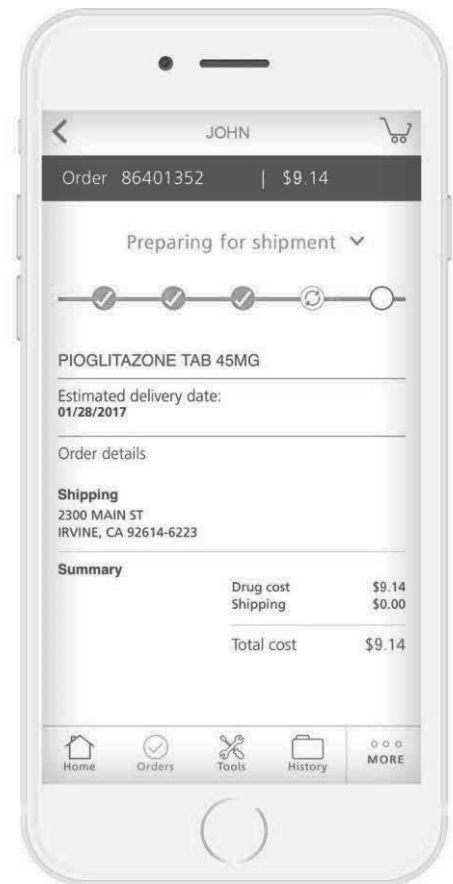 JOHN
Order 86401352 | $9.14
Preparing for shipment
PIOGLITAZONE TAB 45MG
Estimated delivery date:
01/28/2017
Order details
Shipping
2300 MAIN ST
IRVINE, CA 92614-6223
Summary
Drug cost $9.14
Shipping $0.00
Total cost $9.14
Home Orders Tools History MORE